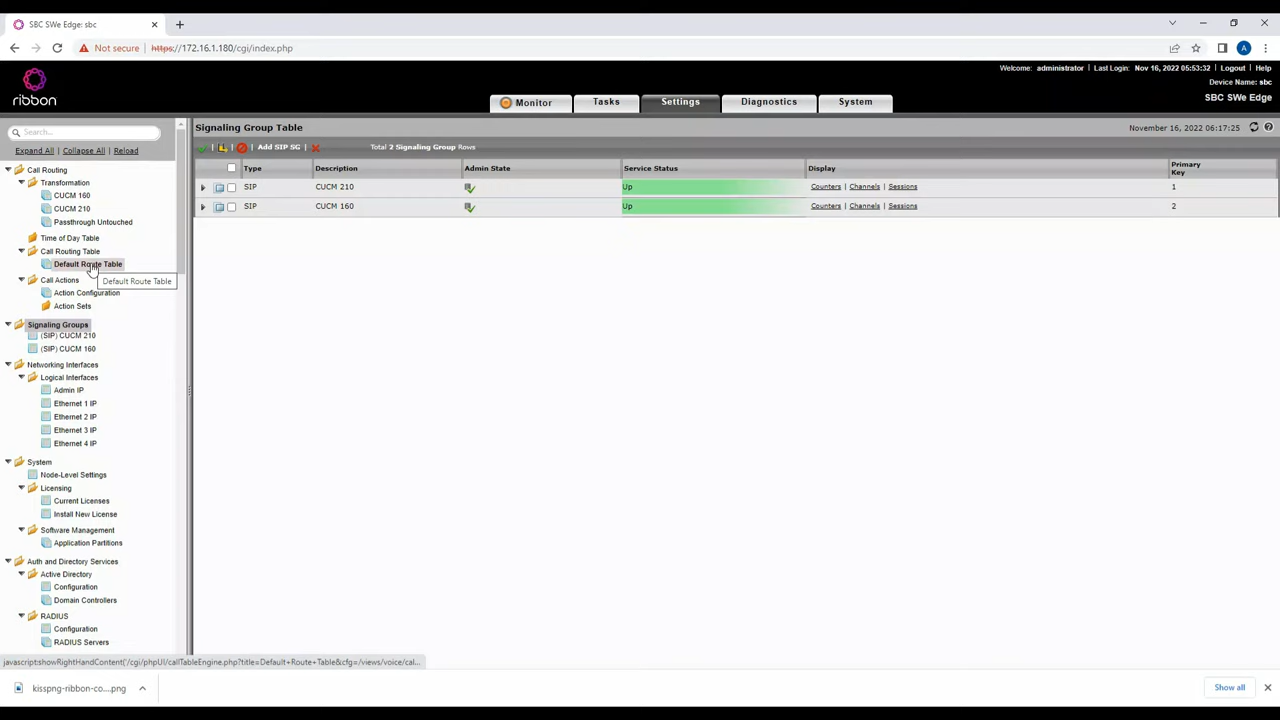 SBC SWe Edge: sbc
Not secure https://172.16.1.180/cgi/index.php
A
ribbon
Welcome: administrator | Last Login: Nov 16, 2022 05:53:32 | Logout | Help
Device Name: sbc
SBC SWe Edge
Monitor Tasks Settings Diagnostics System
Search...
Expand All | Collapse All | Reload
Call Routing
Transformation
CUCM 160
CUCM 210
Passthrough Untouched
Time of Day Table
Call Routing Table
Default Route Table
Default Route Table
Call Actions
Action Configuration
Action Sets
Signaling Groups
(SIP) CUCM 210
(SIP) CUCM 160
Networking Interfaces
Logical Interfaces
Admin IP
Ethernet 1 IP
Ethernet 2 IP
Ethernet 3 IP
Ethernet 4 IP
System
Node-Level Settings
Licensing
Current Licenses
Install New License
Software Management
Application Partitions
Auth and Directory Services
Active Directory
Configuration
Domain Controllers
RADIUS
Configuration
RADIUS Servers
Signaling Group Table
November 16, 2022 06:17:25
Add SIP SG
Total 2 Signaling Group Rows
Type Description Admin State Service Status Display Primary Key
SIP CUCM 210 Up Counters | Channels | Sessions 1
SIP CUCM 160 Up Counters | Channels | Sessions 2
javascript:showRightHandContent('/cgi/phpUI/callTableEngine.php?title=Default+Route+Table&cfg=/views/voice/cal...
kisspng-ribbon-co....png
Show all